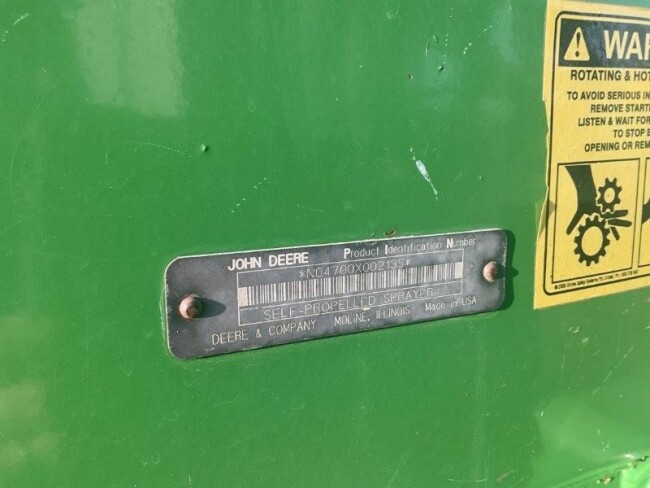 JOHN DEERE Product Identification Number
*N04700X002135*
SELF-PROPELLED SPRAYER
DEERE & COMPANY MOLINE, ILLINOIS Made in USA
WAR
ROTATING & HOT
TO AVOID SERIOUS IN
REMOVE START
LISTEN & WAIT FOR
TO STOP B
OPENING OR REM